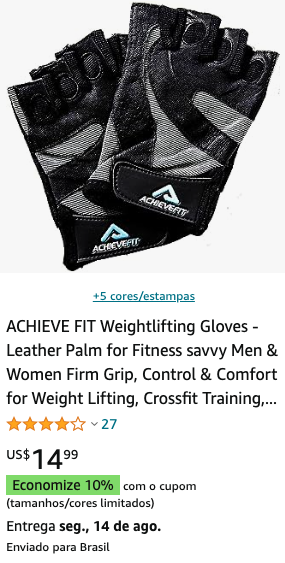 ACHIEVEFIT
ACHIEVEFIT
+5 cores/estampas
ACHIEVE FIT Weightlifting Gloves -
Leather Palm for Fitness savvy Men &
Women Firm Grip, Control & Comfort
for Weight Lifting, Crossfit Training,...
27
US$14.99
Economize 10% com o cupom
(tamanhos/cores limitados)
Entrega seg., 14 de ago.
Enviado para Brasil